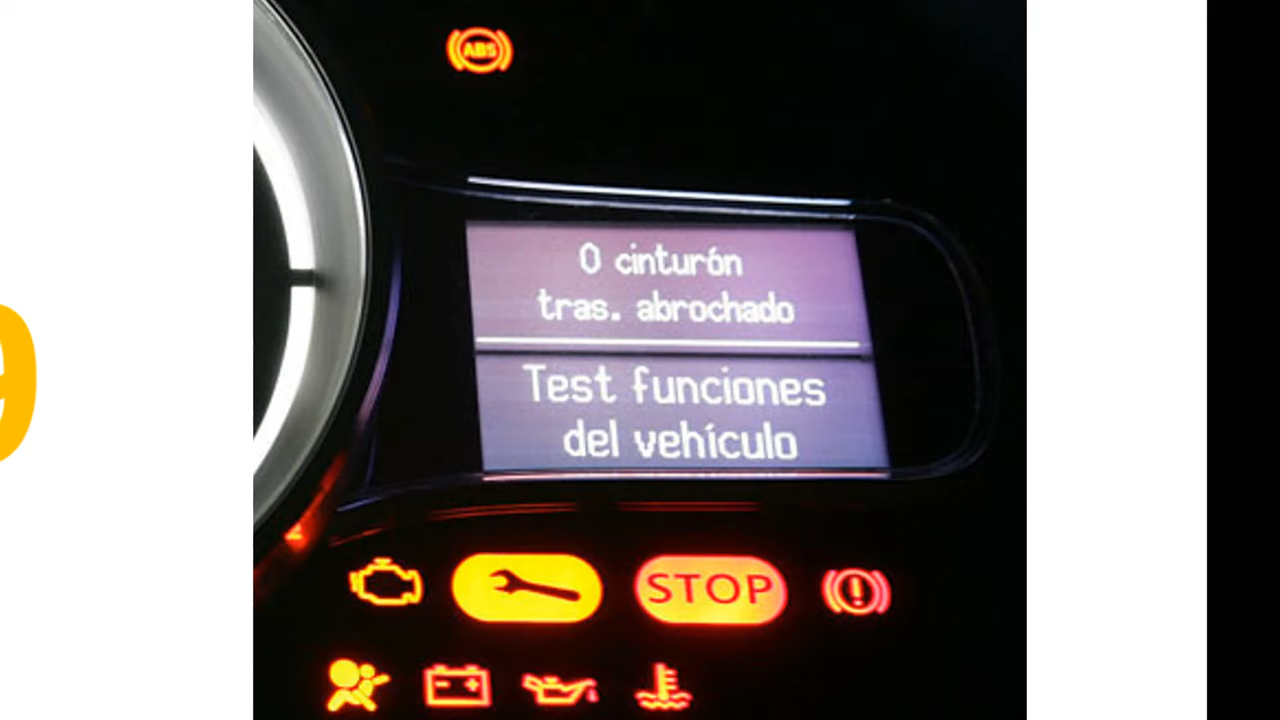 ABS
0 cinturón
tras. abrochado
Test funciones
del vehículo
STOP